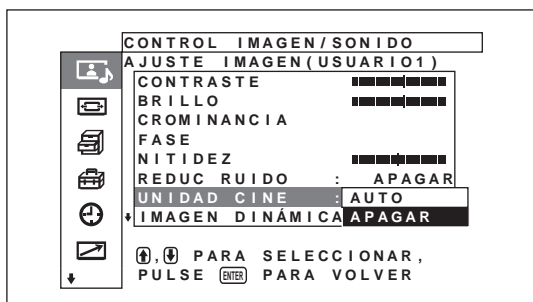 CONTROL IMAGEN/SONIDO
AJUSTE IMAGEN(USUARIO1)
CONTRASTE
BRILLO
CROMINANCIA
FASE
NITIDEZ
REDUC RUIDO : APAGAR
UNIDAD CINE : AUTO
IMAGEN DINÁMICA APAGAR
, PARA SELECCIONAR,
PULSE ENTER PARA VOLVER